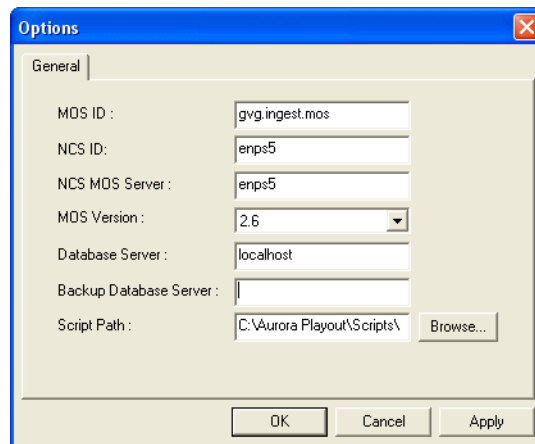 Options
General
MOS ID : gvg.ingest.mos
NCS ID: enps5
NCS MOS Server : enps5
MOS Version : 2.6
Database Server : localhost
Backup Database Server :
Script Path : C:\Aurora Playout\Scripts\ Browse...
OK Cancel Apply